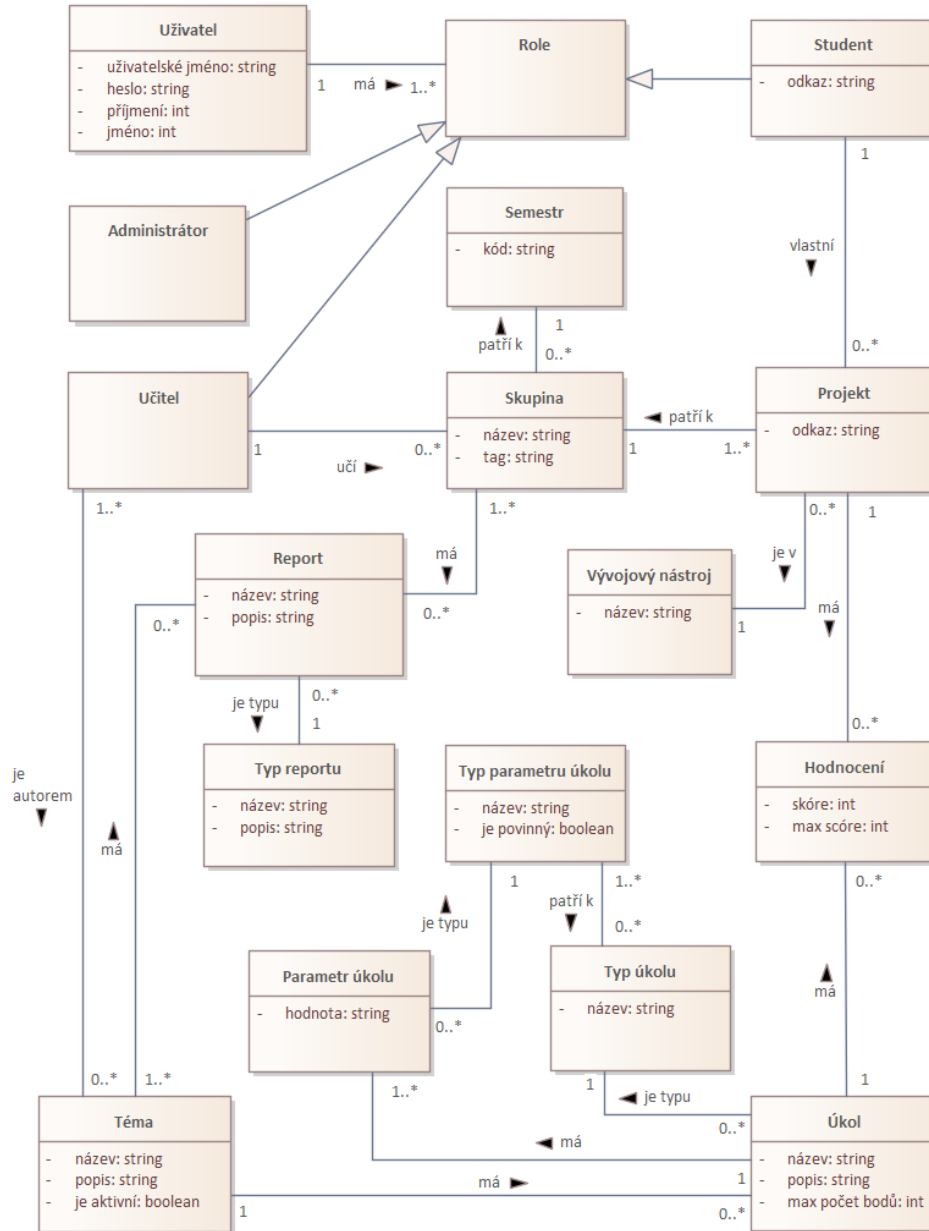 Uživatel
- uživatelské jméno: string
- heslo: string
- příjmení: int
- jméno: int
1
má
1..*
Role
Student
- odkaz: string
1
Administrátor
Semestr
- kód: string
vlastní
patří k
1
0..*
0..*
Učitel
Skupina
- název: string
- tag: string
Projekt
- odkaz: string
patří k
1
0..*
učí
1
1..*
1..*
1..*
0..*
1
Report
- název: string
- popis: string
má
Vývojový nástroj
- název: string
je v
má
0..*
0..*
1
je typu
0..*
1
0..*
Typ reportu
- název: string
- popis: string
Typ parametru úkolu
- název: string
- je povinný: boolean
Hodnocení
- skóre: int
- max scóre: int
je
autorem
má
1
1..*
0..*
je typu
patří k
0..*
Parametr úkolu
- hodnota: string
Typ úkolu
- název: string
má
0..*
0..*
1..*
1..*
1
je typu
1
0..*
Téma
- název: string
- popis: string
- je aktivní: boolean
má
má
Úkol
- název: string
- popis: string
- max počet bodů: int
1
1
0..*